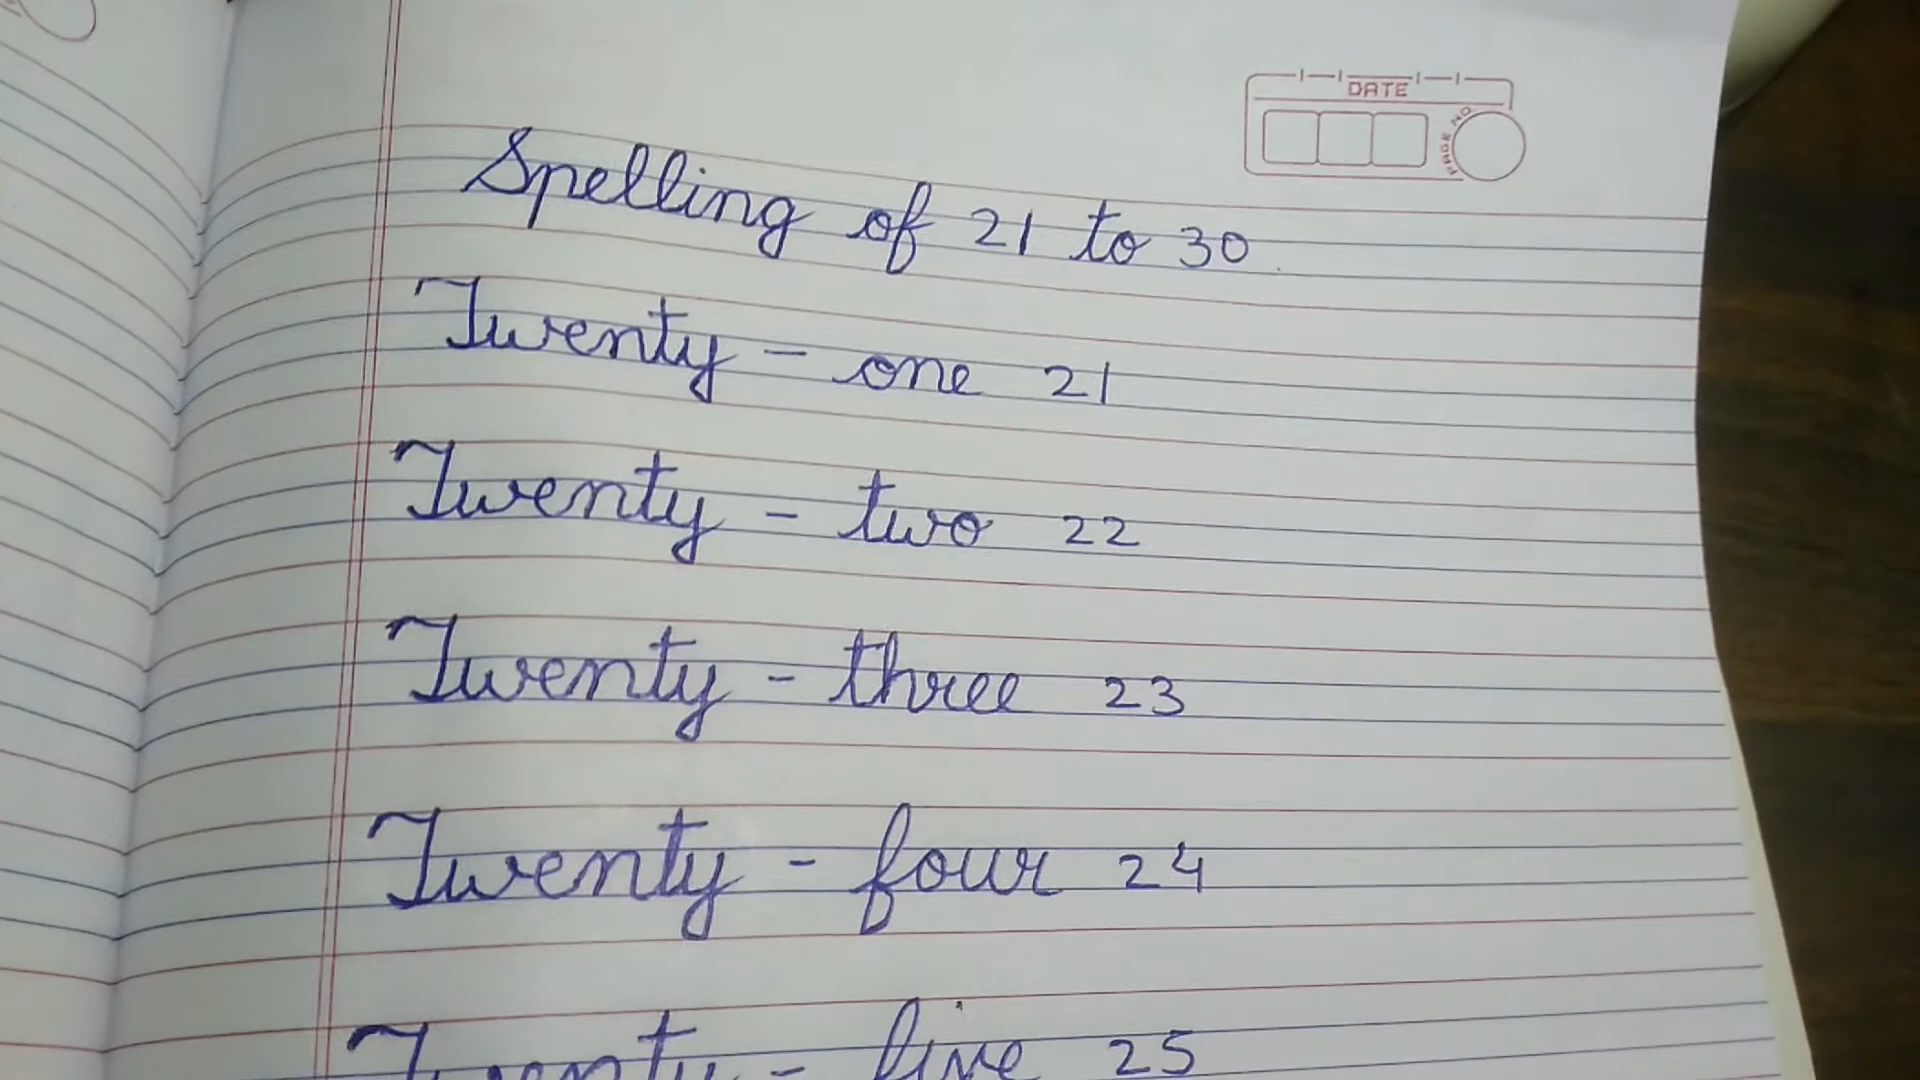 DATE
PAGE NO.
Spelling of 21 to 30
Twenty - one 21
Twenty - two 22
Twenty - three 23
Twenty - four 24
Twenty - five 25